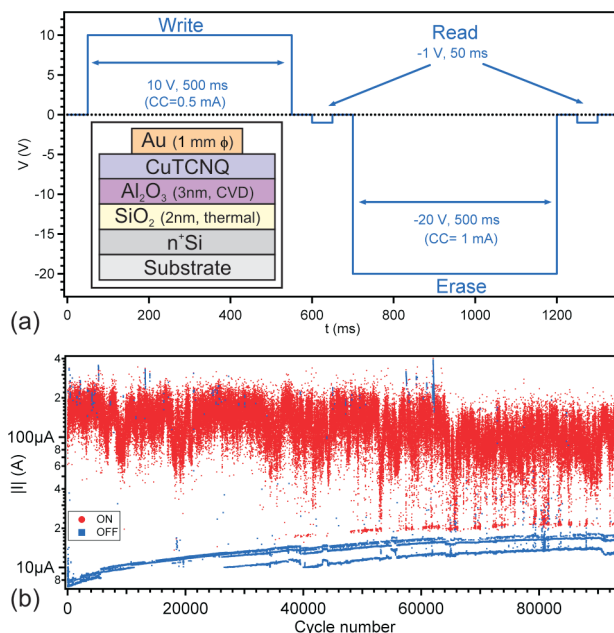 Write
Read
-1 V, 50 ms
10 V, 500 ms
(CC=0.5 mA)
Au (1 mm ϕ)
CuTCNQ
Al₂O₃ (3nm, CVD)
SiO₂ (2nm, thermal)
n⁺Si
Substrate
-20 V, 500 ms
(CC= 1 mA)
Erase
V (V)
10
5
0
-5
-10
-15
-20
0
200
400
600
800
1000
1200
t (ms)
(a)
4
2
100µA
8
6
4
2
10µA
8
|I| (A)
ON
OFF
0
20000
40000
60000
80000
Cycle number
(b)